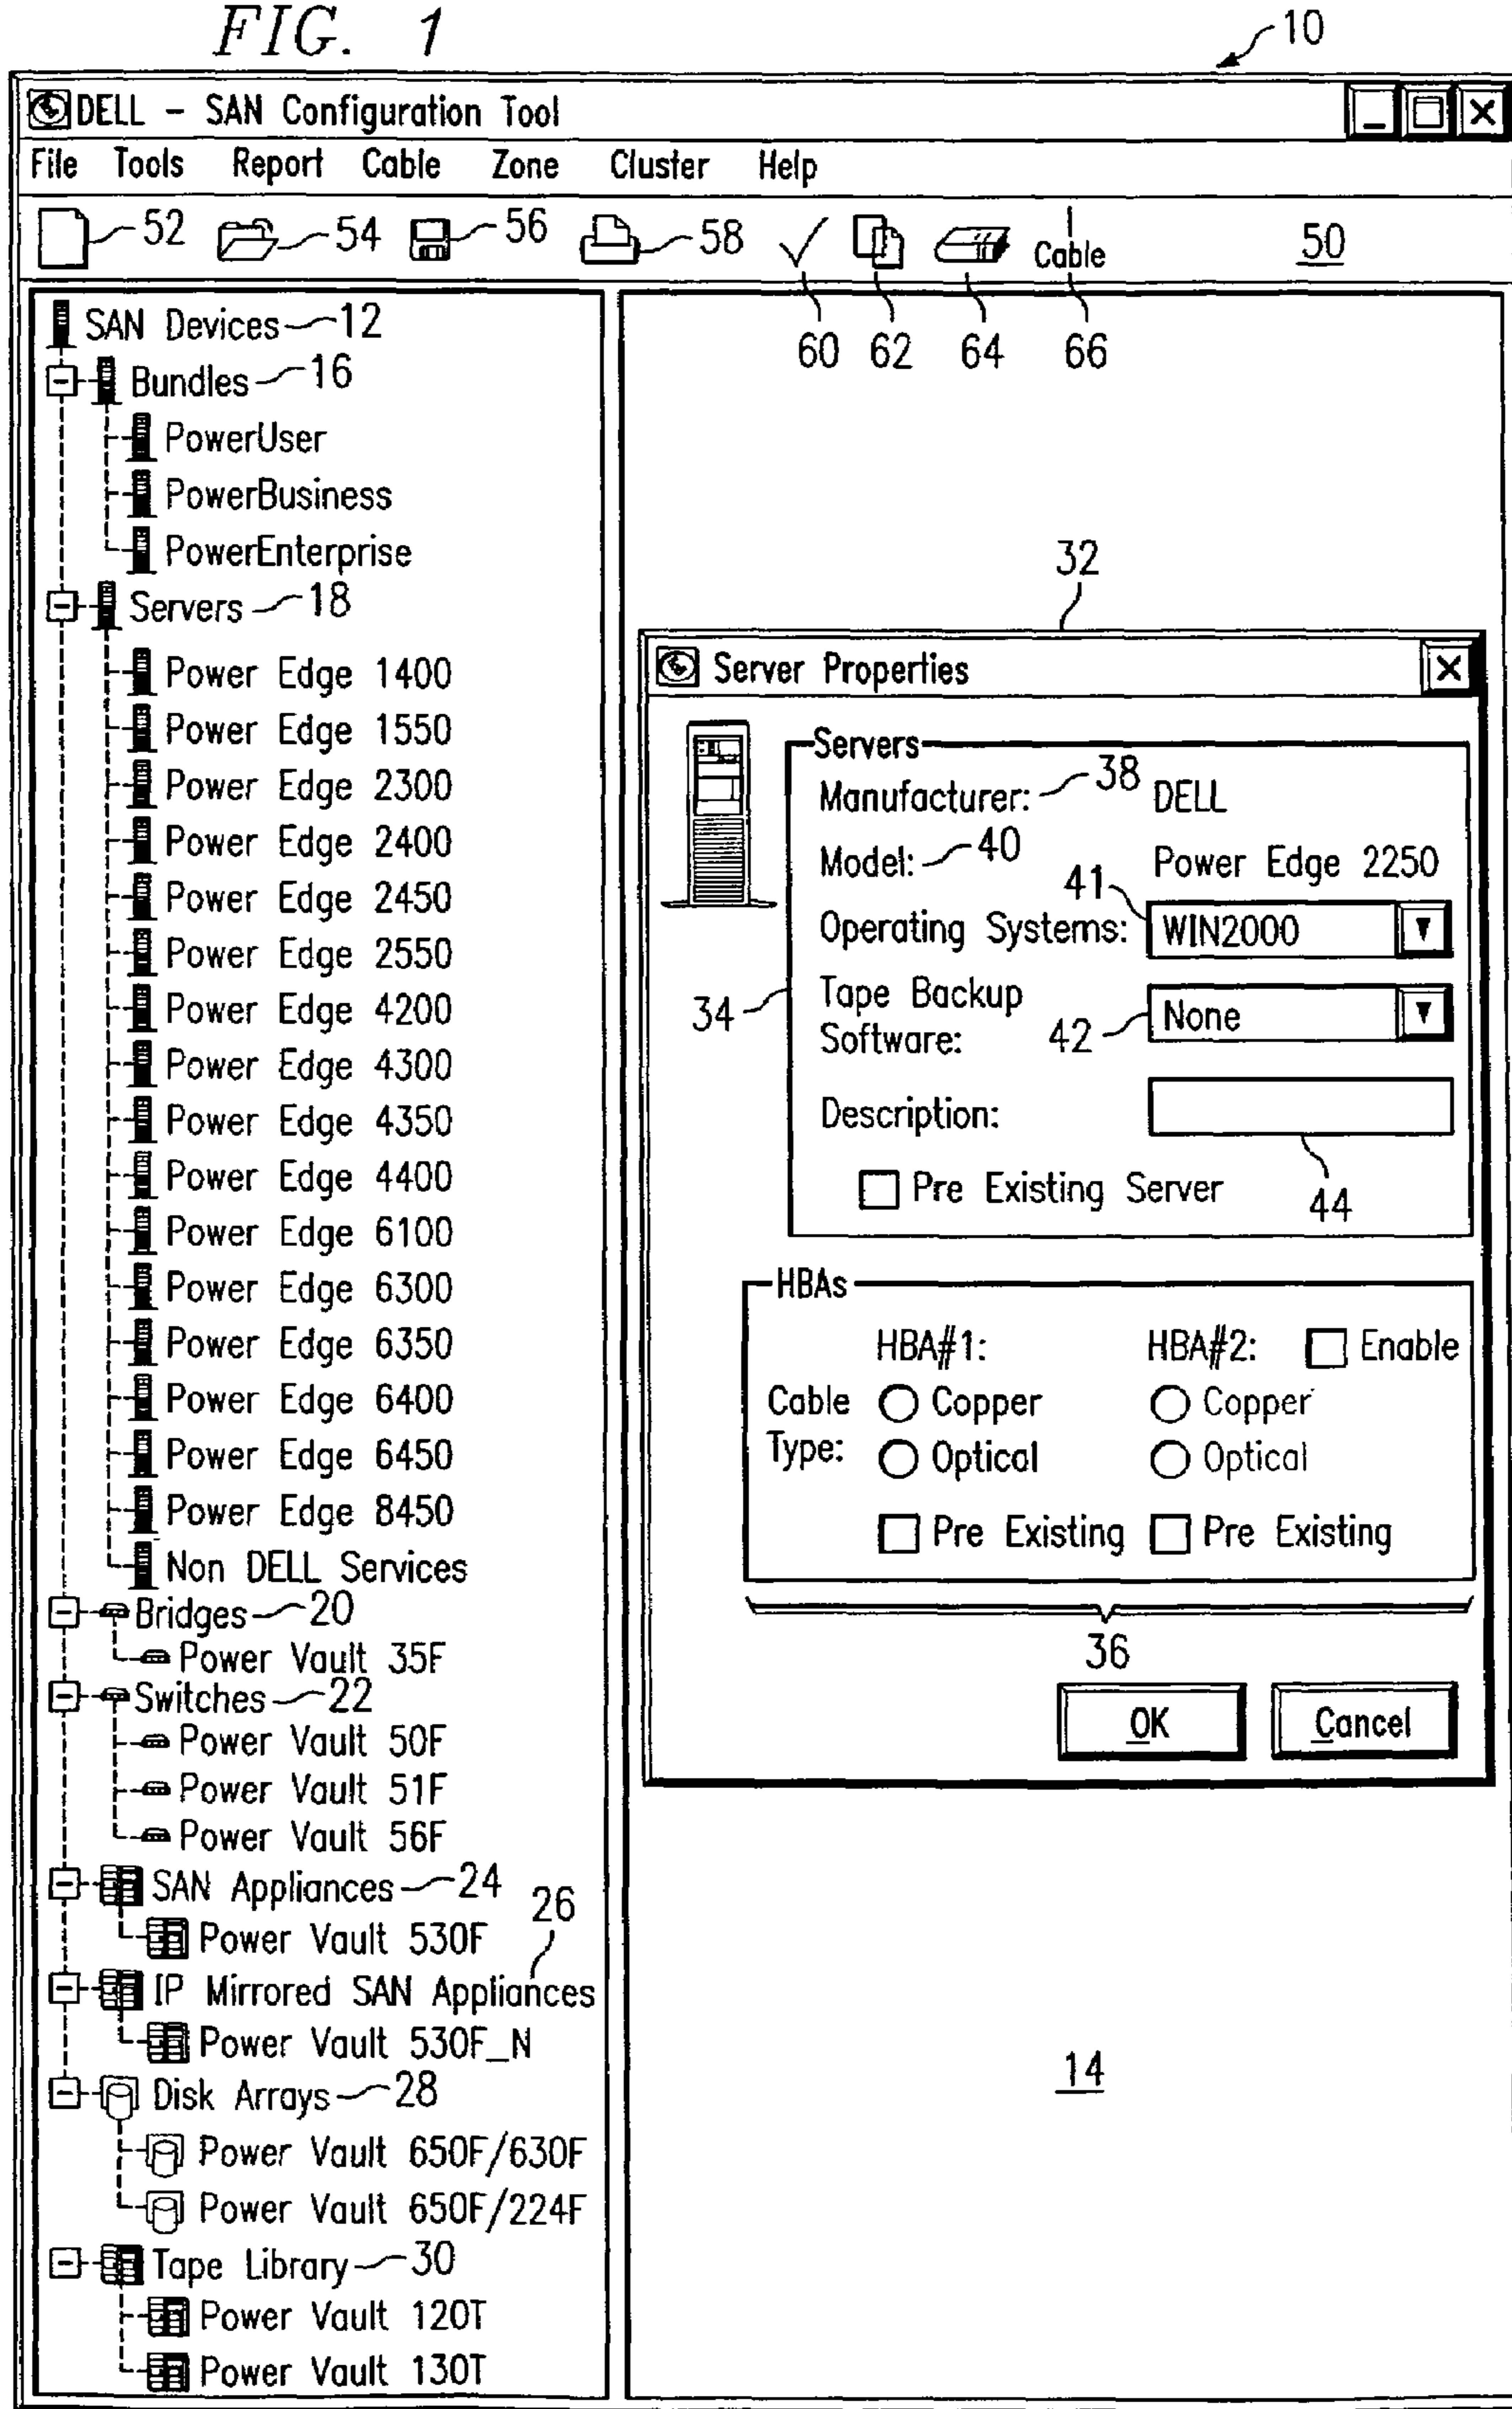 FIG. 1
10
DELL - SAN Configuration Tool
File Tools Report Cable Zone Cluster Help
52 54 56 58 Cable 50
60 62 64 66
SAN Devices 12
Bundles 16
PowerUser
PowerBusiness
PowerEnterprise
Servers 18
Power Edge 1400
Power Edge 1550
Power Edge 2300
Power Edge 2400
Power Edge 2450
Power Edge 2550
Power Edge 4200
Power Edge 4300
Power Edge 4350
Power Edge 4400
Power Edge 6100
Power Edge 6300
Power Edge 6350
Power Edge 6400
Power Edge 6450
Power Edge 8450
Non DELL Services
Bridges 20
Power Vault 35F
Switches 22
Power Vault 50F
Power Vault 51F
Power Vault 56F
SAN Appliances 24
26
Power Vault 530F
IP Mirrored SAN Appliances
Power Vault 530F_N
Disk Arrays 28
Power Vault 650F/630F
Power Vault 650F/224F
Tape Library 30
Power Vault 120T
Power Vault 130T
32
Server Properties
Servers
Manufacturer: 38 DELL
Model: 40 Power Edge 2250
41
Operating Systems: WIN2000
34
Tape Backup
Software: 42 None
Description:
44
Pre Existing Server
HBAs
HBA#1: HBA#2: Enable
Cable Copper Copper
Type: Optical Optical
Pre Existing Pre Existing
36
OK Cancel
14